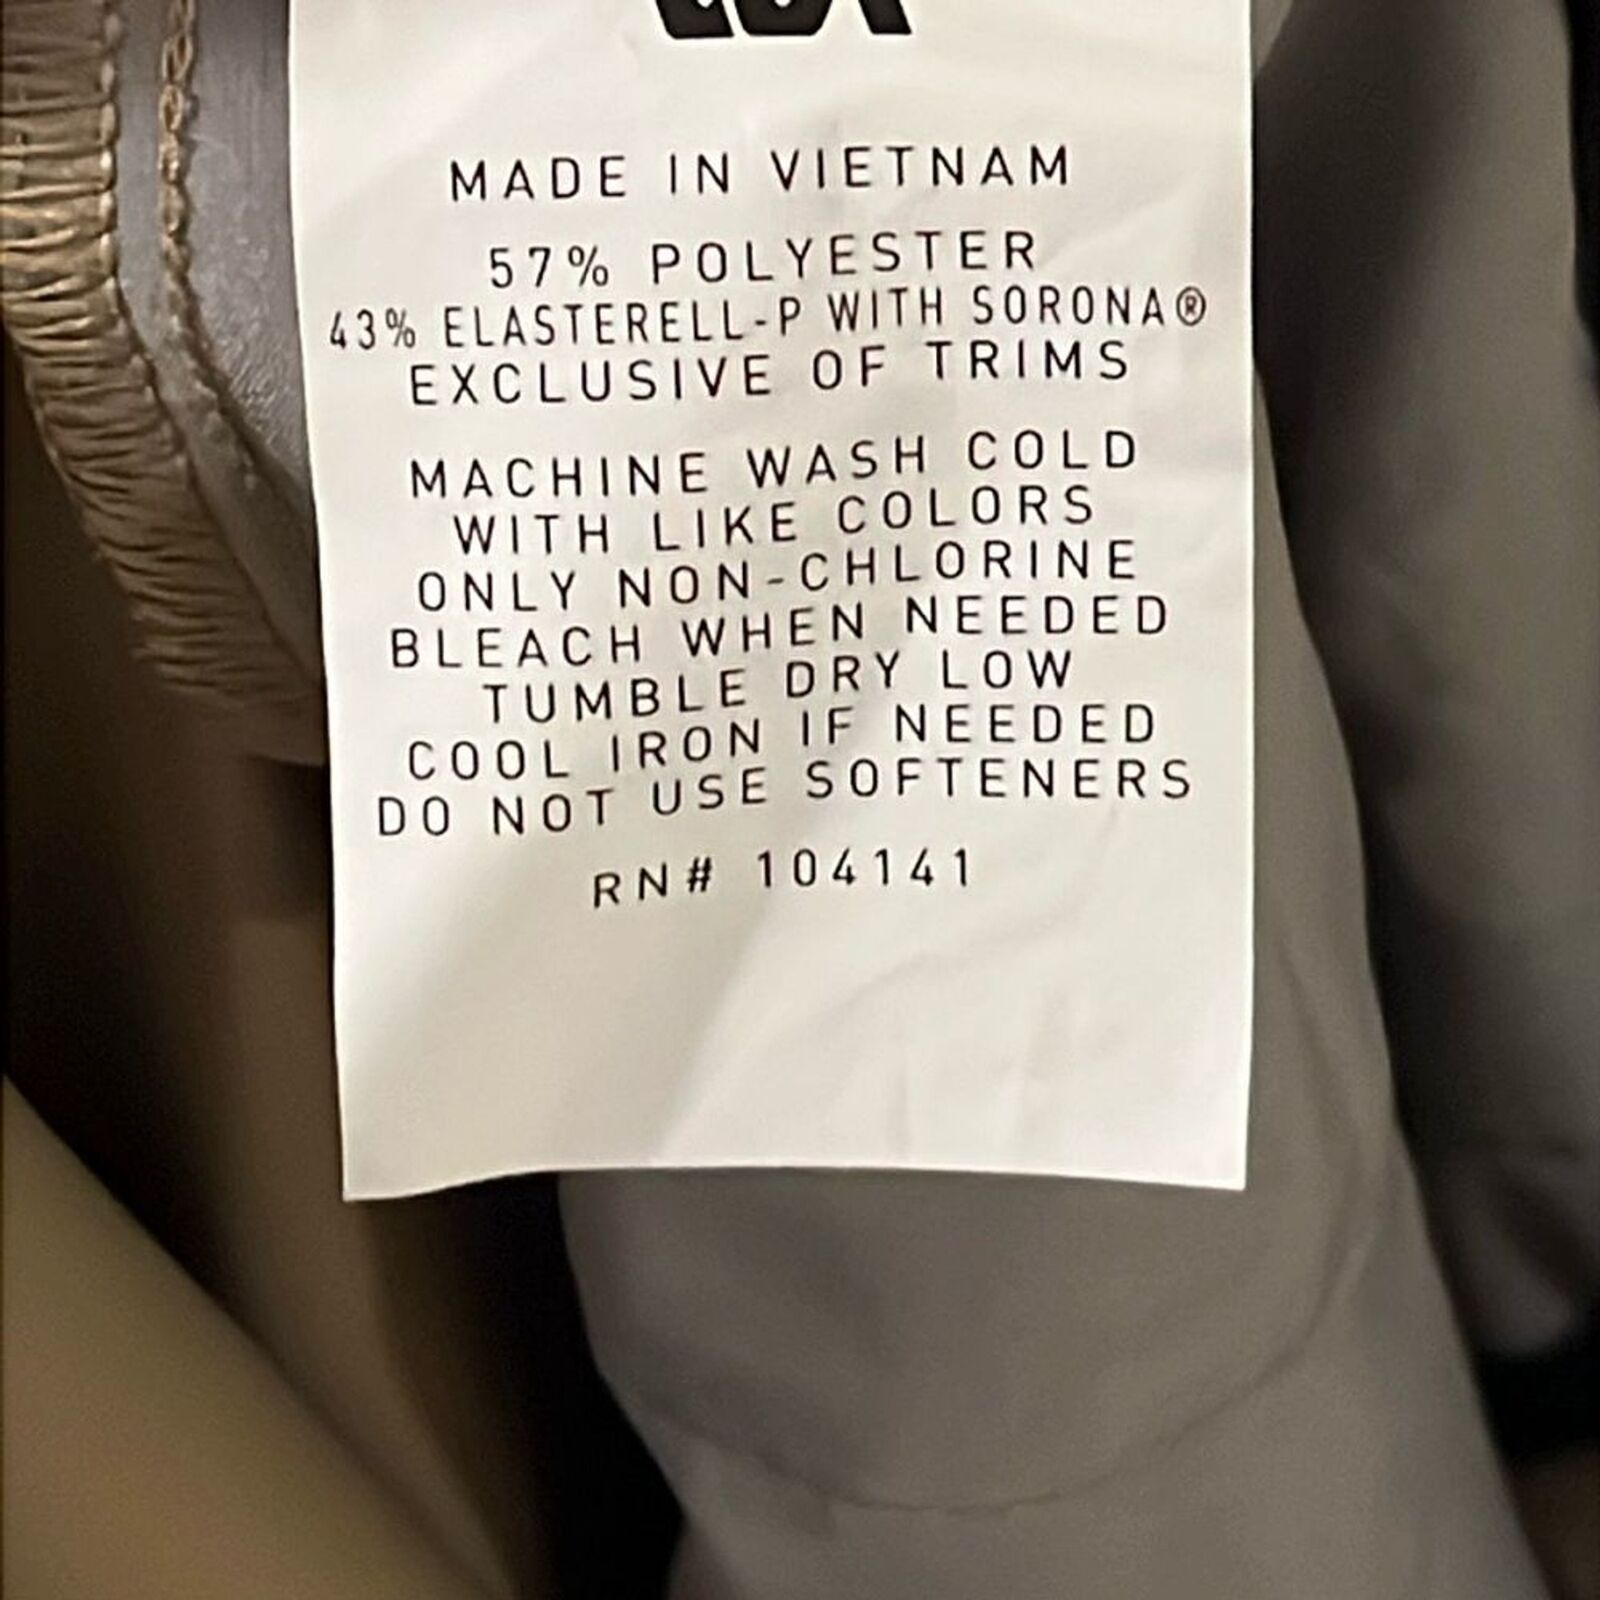 MADE IN VIETNAM
57% POLYESTER
43% ELASTERELL-P WITH SORONA®
EXCLUSIVE OF TRIMS
MACHINE WASH COLD
WITH LIKE COLORS
ONLY NON-CHLORINE
BLEACH WHEN NEEDED
TUMBLE DRY LOW
COOL IRON IF NEEDED
DO NOT USE SOFTENERS
RN# 104141